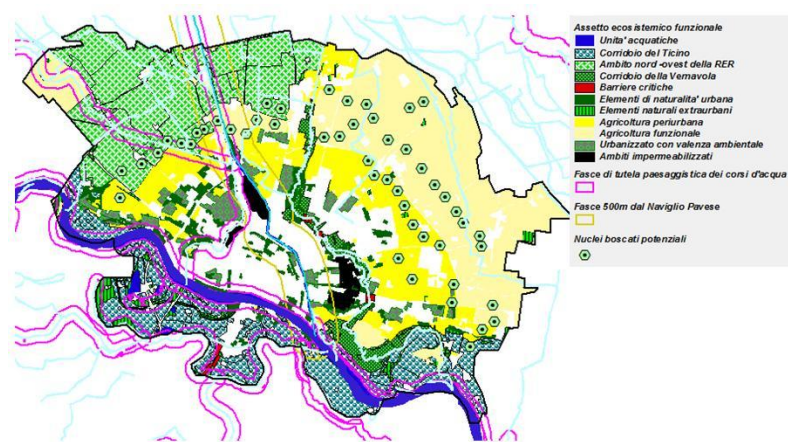 Assetto ecosistemico funzionale
Unita' acquatiche
Corridoio del Ticino
Ambito nord -ovest della RER
Corridoio della Vernavola
Barriere critiche
Elementi di naturalita' urbana
Elementi naturali extraurbani
Agricoltura periurbana
Agricoltura funzionale
Urbanizzato con valenza ambientale
Ambiti impermeabilizzati
Fasce di tutela paesaggistica dei corsi d'acqua
Fasce 500m dal Naviglio Pavese
Nuclei boscati potenziali